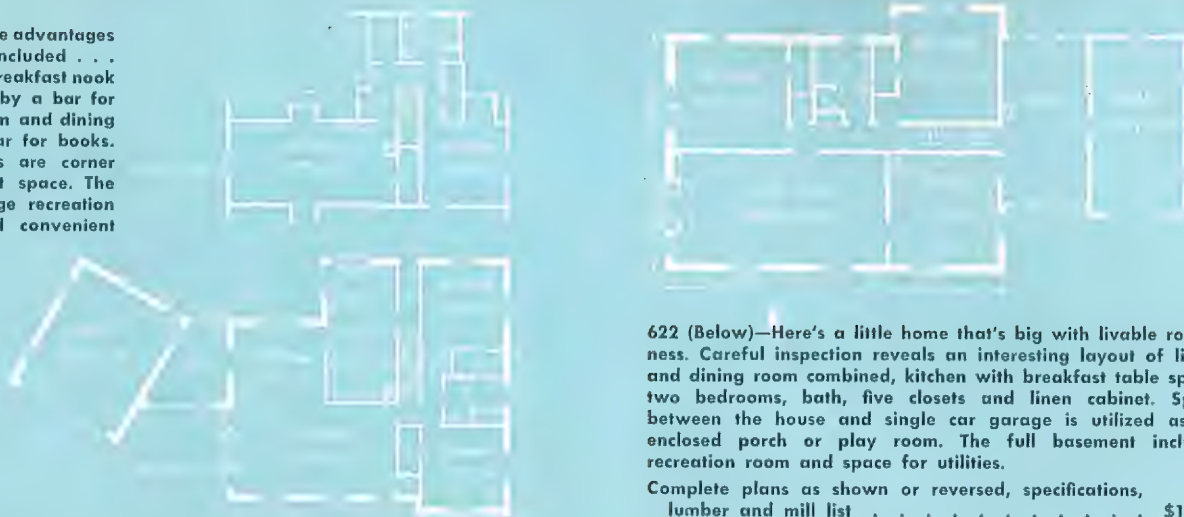 e advantages
ncluded . . .
reakfast nook
by a bar for
m and dining
ar for books.
s are corner
t space. The
ge recreation
d convenient
622 (Below)—Here's a little home that's big with livable ro
ness. Careful inspection reveals an interesting layout of li
and dining room combined, kitchen with breakfast table sp
two bedrooms, bath, five closets and linen cabinet. Sp
between the house and single car garage is utilized as
enclosed porch or play room. The full basement incl
recreation room and space for utilities.
Complete plans as shown or reversed, specifications,
lumber and mill list . . . . . . . . . . . . . $1